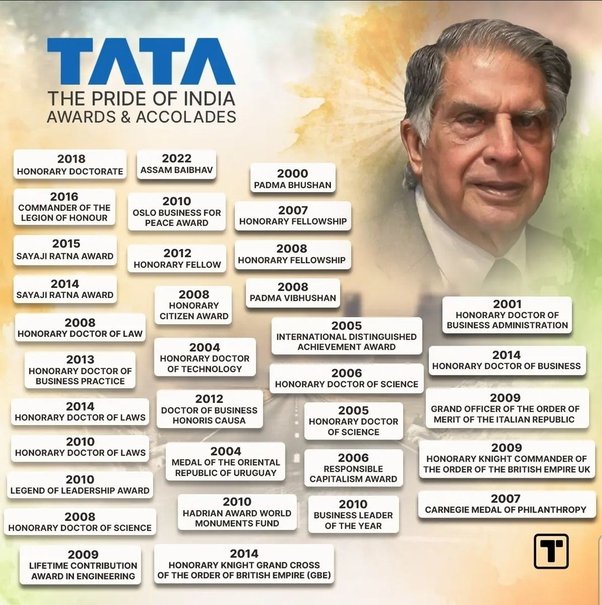 TATA
THE PRIDE OF INDIA
AWARDS & ACCOLADES
2018
HONORARY DOCTORATE
2022
ASSAM BAIBHAV
2000
PADMA BHUSHAN
2016
COMMANDER OF THE
LEGION OF HONOUR
2010
OSLO BUSINESS FOR
PEACE AWARD
2007
HONORARY FELLOWSHIP
2015
SAYAJI RATNA AWARD
2012
HONORARY FELLOW
2008
HONORARY FELLOWSHIP
2014
SAYAJI RATNA AWARD
2008
HONORARY
CITIZEN AWARD
2008
PADMA VIBHUSHAN
2001
HONORARY DOCTOR OF
BUSINESS ADMINISTRATION
2008
HONORARY DOCTOR OF LAW
2004
HONORARY DOCTOR
OF TECHNOLOGY
2005
INTERNATIONAL DISTINGUISHED
ACHIEVEMENT AWARD
2014
HONORARY DOCTOR OF BUSINESS
2013
HONORARY DOCTOR OF
BUSINESS PRACTICE
2006
HONORARY DOCTOR OF SCIENCE
2009
GRAND OFFICER OF THE ORDER OF
MERIT OF THE ITALIAN REPUBLIC
2014
HONORARY DOCTOR OF LAWS
2012
DOCTOR OF BUSINESS
HONORIS CAUSA
2005
HONORARY DOCTOR
OF SCIENCE
2010
HONORARY DOCTOR OF LAWS
2004
MEDAL OF THE ORIENTAL
REPUBLIC OF URUGUAY
2006
RESPONSIBLE
CAPITALISM AWARD
2009
HONORARY KNIGHT COMMANDER OF
THE ORDER OF THE BRITISH EMPIRE UK
2010
LEGEND OF LEADERSHIP AWARD
2010
HADRIAN AWARD WORLD
MONUMENTS FUND
2010
BUSINESS LEADER
OF THE YEAR
2007
CARNEGIE MEDAL OF PHILANTHROPY
2008
HONORARY DOCTOR OF SCIENCE
2009
LIFETIME CONTRIBUTION
AWARD IN ENGINEERING
2014
HONORARY KNIGHT GRAND CROSS
OF THE ORDER OF BRITISH EMPIRE (GBE)
T